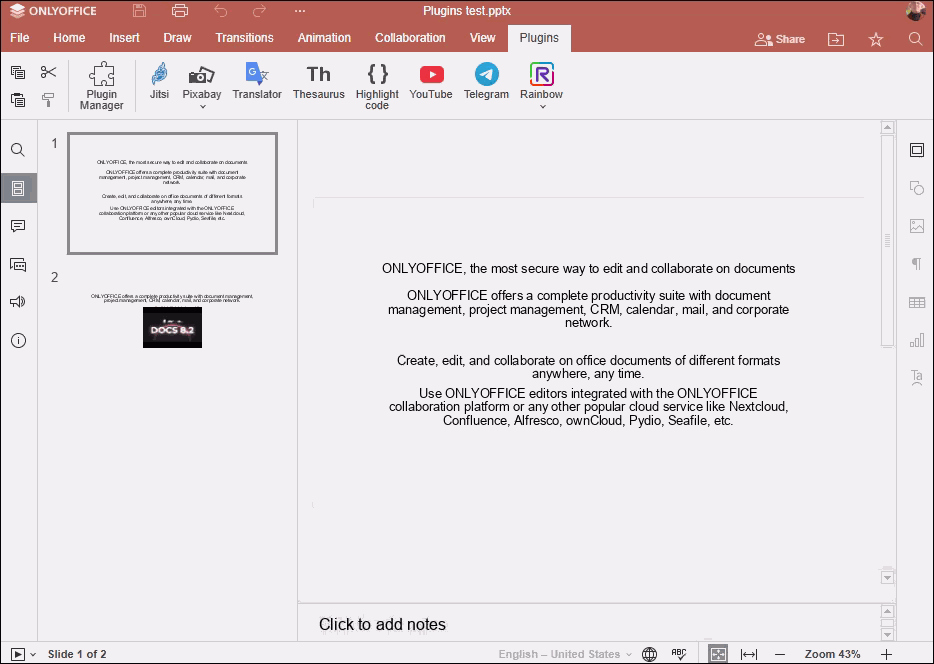 ONLYOFFICE
Plugins test.pptx
File Home Insert Draw Transitions Animation Collaboration View Plugins Share
Plugin
Manager
Jitsi
Pixabay
Translator
Th
Thesaurus
{ }
Highlight
code
YouTube
Telegram
Rainbow
1
ONLYOFFICE, the most secure way to edit and collaborate on documents
ONLYOFFICE offers a complete productivity suite with document
management, project management, CRM, calendar, mail, and corporate
network.
Create, edit, and collaborate on office documents of different formats
anywhere, any time.
Use ONLYOFFICE editors integrated with the ONLYOFFICE
collaboration platform or any other popular cloud service like Nextcloud,
Confluence, Alfresco, ownCloud, Pydio, Seafile, etc.
2
ONLYOFFICE offers a complete productivity suite with document management,
project management, CRM, calendar, mail, and corporate network.
DOCS 8.2
ONLYOFFICE, the most secure way to edit and collaborate on documents
ONLYOFFICE offers a complete productivity suite with document
management, project management, CRM, calendar, mail, and corporate
network.
Create, edit, and collaborate on office documents of different formats
anywhere, any time.
Use ONLYOFFICE editors integrated with the ONLYOFFICE
collaboration platform or any other popular cloud service like Nextcloud,
Confluence, Alfresco, ownCloud, Pydio, Seafile, etc.
Click to add notes
Slide 1 of 2
English – United States
ABC
Zoom 43%